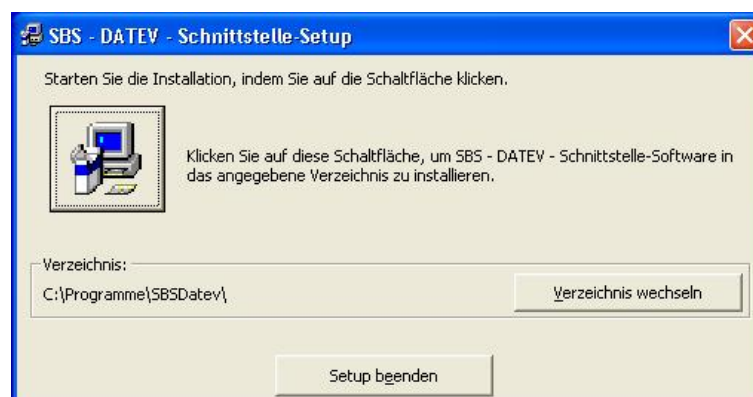 SBS - DATEV - Schnittstelle-Setup
Starten Sie die Installation, indem Sie auf die Schaltfläche klicken.
Klicken Sie auf diese Schaltfläche, um SBS - DATEV - Schnittstelle-Software in
das angegebene Verzeichnis zu installieren.
Verzeichnis:
C:\Programme\SBSDatev\
Verzeichnis wechseln
Setup beenden